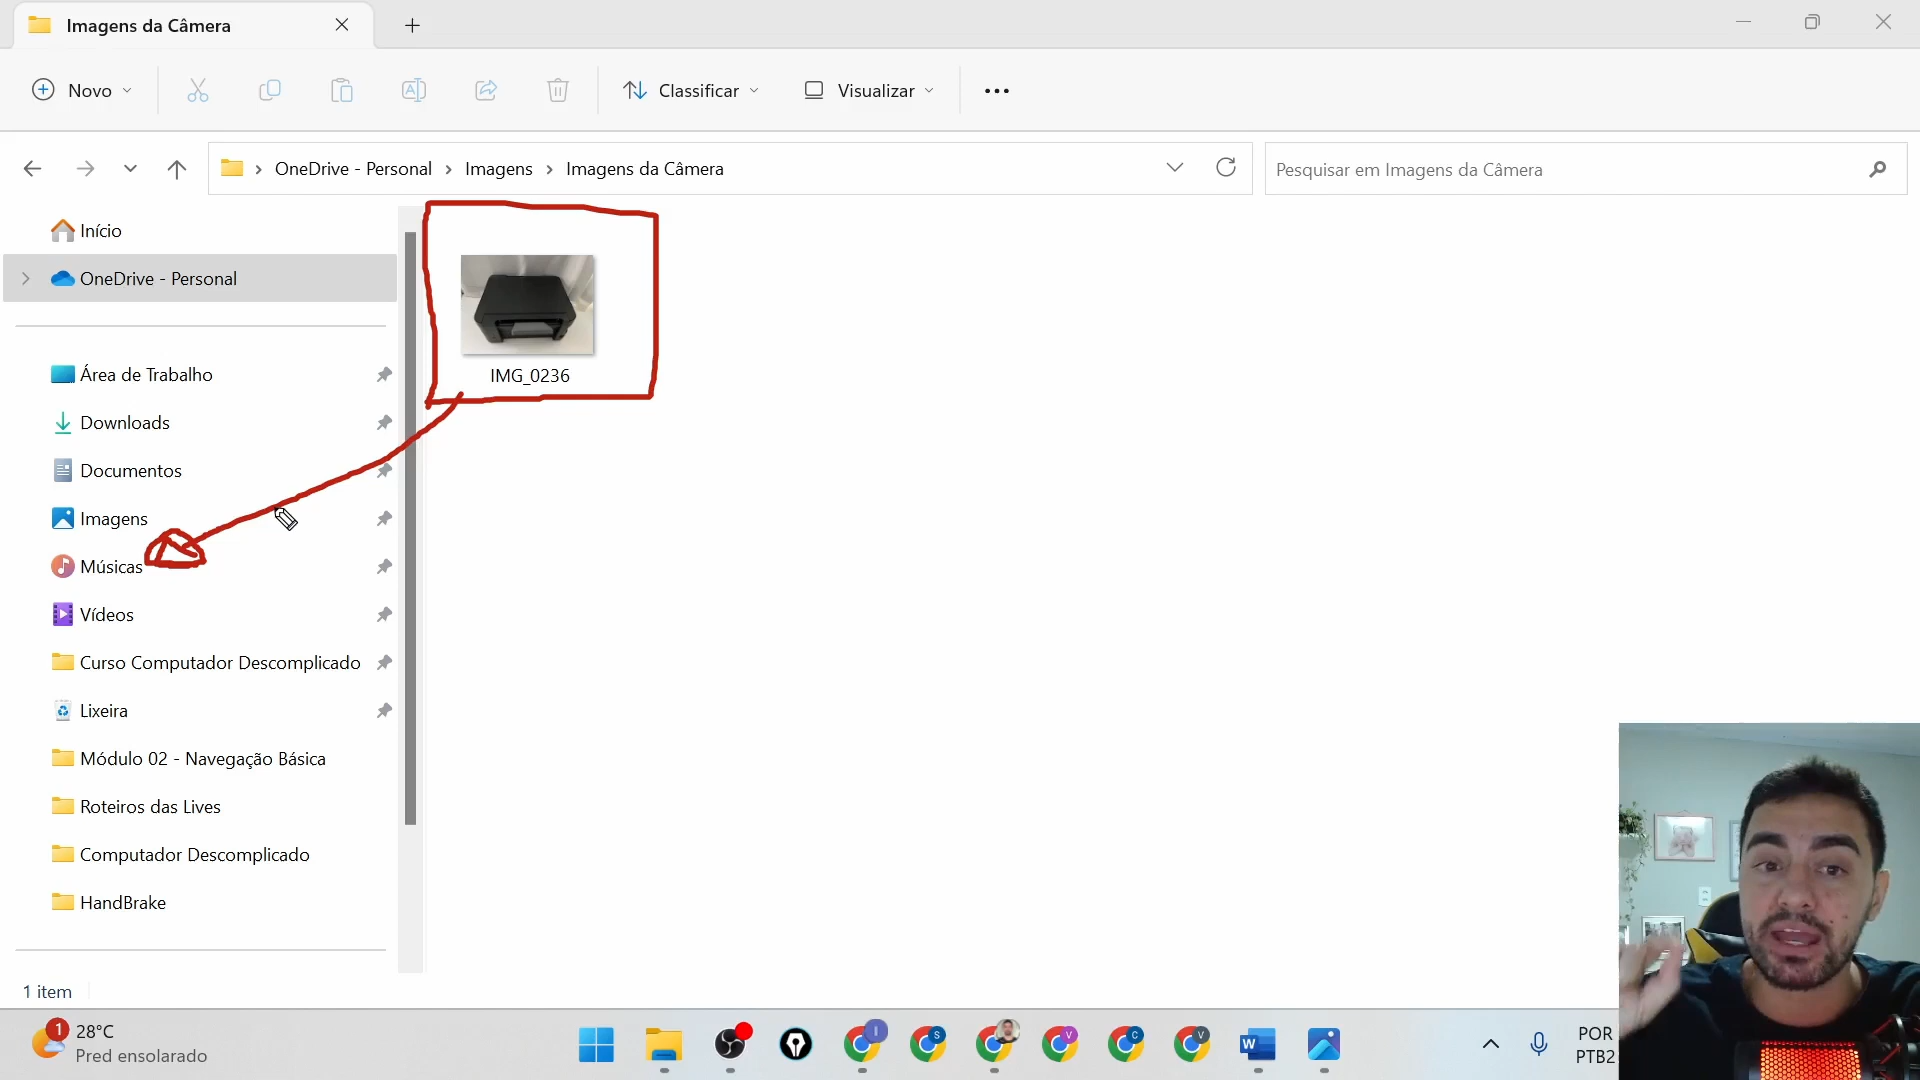 Imagens da Câmera
Novo
Classificar
Visualizar
OneDrive - Personal
Imagens
Imagens da Câmera
Pesquisar em Imagens da Câmera
Início
OneDrive - Personal
Área de Trabalho
Downloads
Documentos
Imagens
Músicas
Vídeos
Curso Computador Descomplicado
Lixeira
Módulo 02 - Navegação Básica
Roteiros das Lives
Computador Descomplicado
HandBrake
IMG_0236
1 item
1
28°C
Pred ensolarado
I
S
V
C
V
W
POR
PTB2